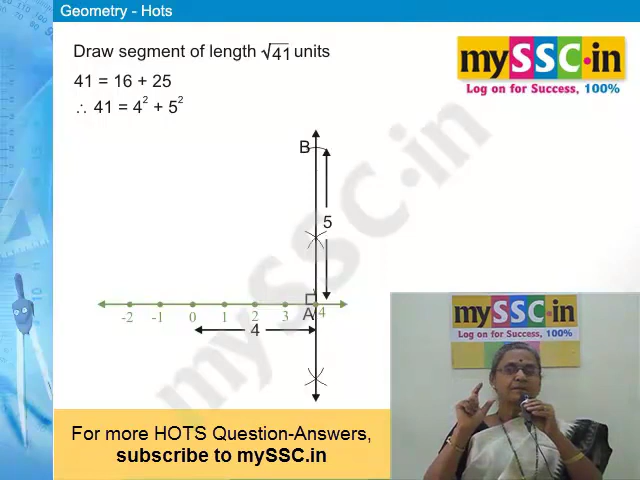 Geometry - Hots
Draw segment of length √41 units
41 = 16 + 25
∴ 41 = 4² + 5²
mySSC.in
Log on for Success, 100%
B
5
A
-2 -1 0 1 2 3 4
4
mySSC.in
mySSC.in
Log on for Success, 100%
For more HOTS Question-Answers,
subscribe to mySSC.in